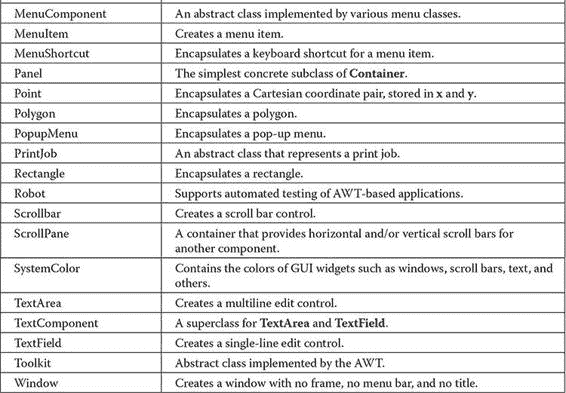 MenuComponent An abstract class implemented by various menu classes.
MenuItem Creates a menu item.
MenuShortcut Encapsulates a keyboard shortcut for a menu item.
Panel The simplest concrete subclass of Container.
Point Encapsulates a Cartesian coordinate pair, stored in x and y.
Polygon Encapsulates a polygon.
PopupMenu Encapsulates a pop-up menu.
PrintJob An abstract class that represents a print job.
Rectangle Encapsulates a rectangle.
Robot Supports automated testing of AWT-based applications.
Scrollbar Creates a scroll bar control.
ScrollPane A container that provides horizontal and/or vertical scroll bars for
another component.
SystemColor Contains the colors of GUI widgets such as windows, scroll bars, text, and
others.
TextArea Creates a multiline edit control.
TextComponent A superclass for TextArea and TextField.
TextField Creates a single-line edit control.
Toolkit Abstract class implemented by the AWT.
Window Creates a window with no frame, no menu bar, and no title.